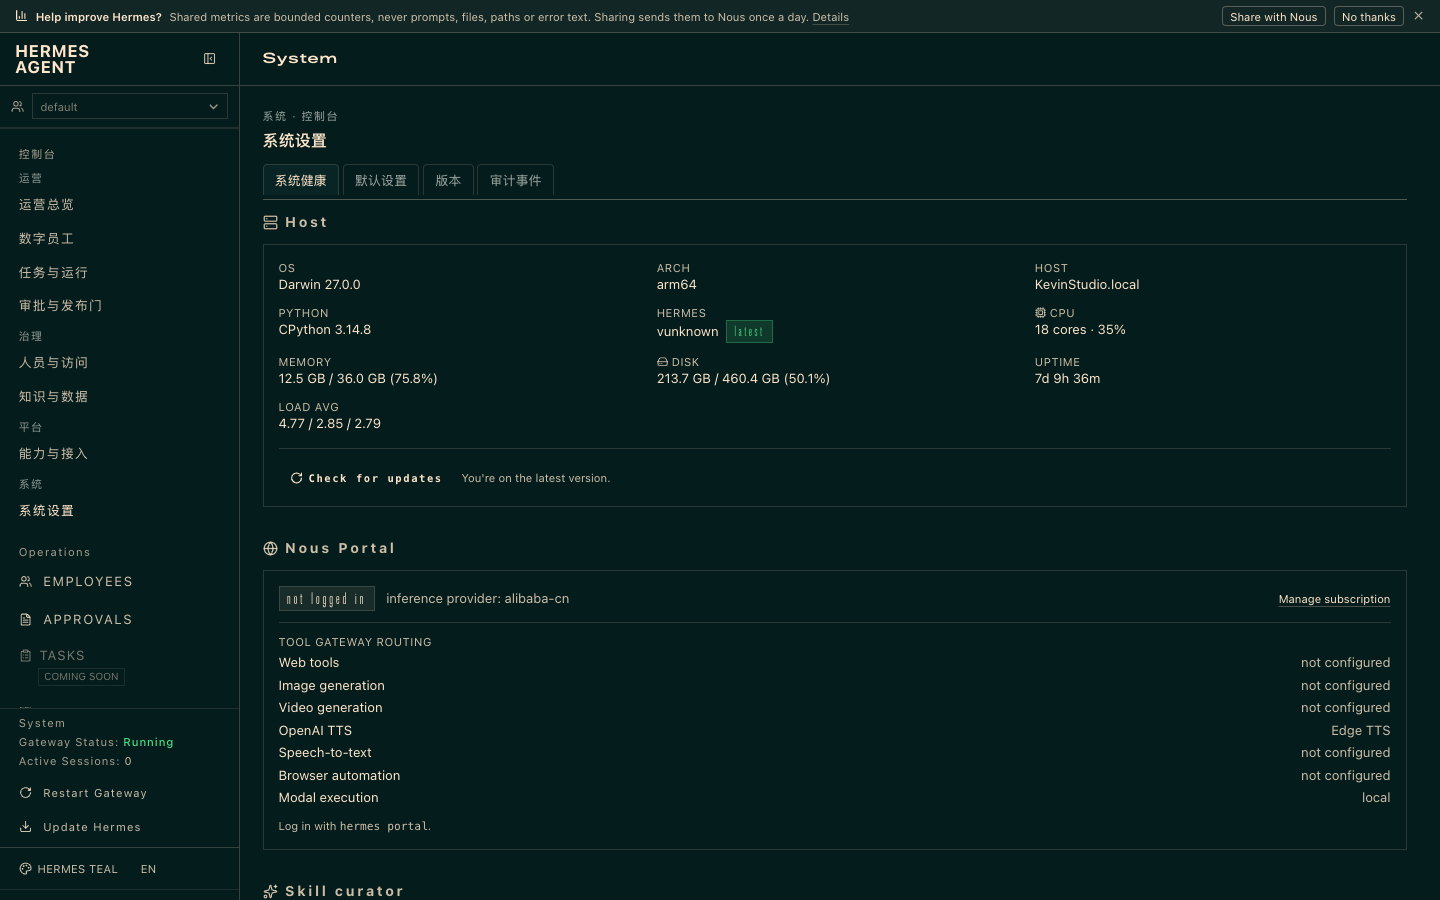 Help improve Hermes? Shared metrics are bounded counters, never prompts, files, paths or error text. Sharing sends them to Nous once a day. Details
Share with Nous
No thanks
HERMES
AGENT
System
default
控制台
运营
运营总览
数字员工
任务与运行
审批与发布门
治理
人员与访问
知识与数据
平台
能力与接入
系统
系统设置
Operations
EMPLOYEES
APPROVALS
TASKS
COMING SOON
System
Gateway Status: Running
Active Sessions: 0
Restart Gateway
Update Hermes
HERMES TEAL EN
系统 · 控制台
系统设置
系统健康 默认设置 版本 审计事件
Host
OS
Darwin 27.0.0
ARCH
arm64
HOST
KevinStudio.local
PYTHON
CPython 3.14.8
HERMES
vunknown latest
CPU
18 cores · 35%
MEMORY
12.5 GB / 36.0 GB (75.8%)
DISK
213.7 GB / 460.4 GB (50.1%)
UPTIME
7d 9h 36m
LOAD AVG
4.77 / 2.85 / 2.79
Check for updates You're on the latest version.
Nous Portal
not logged in inference provider: alibaba-cn Manage subscription
TOOL GATEWAY ROUTING
Web tools not configured
Image generation not configured
Video generation not configured
OpenAI TTS Edge TTS
Speech-to-text not configured
Browser automation not configured
Modal execution local
Log in with hermes portal.
Skill curator